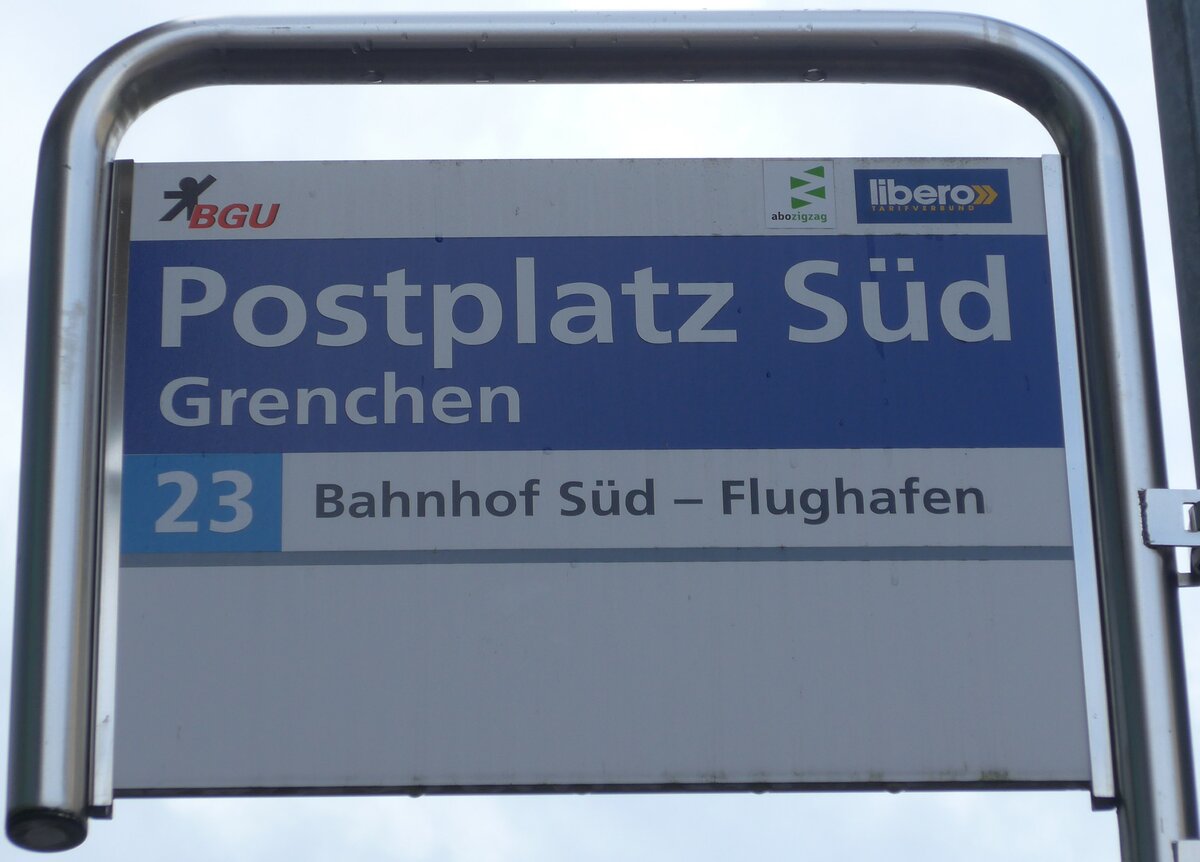 BGU
abozigzag
libero
TARIFVERBUND
Postplatz Süd
Grenchen
23 Bahnhof Süd – Flughafen